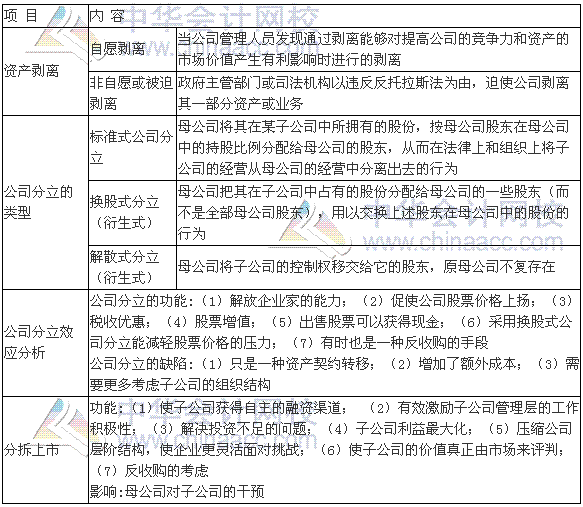 项 目
内 容
资产剥离
自愿剥离
当公司管理人员发现通过剥离能够对提高公司的竞争力和资产的
市场价值产生有利影响时进行的剥离
非自愿或被迫
剥离
政府主管部门或司法机构以违反反托拉斯法为由，迫使公司剥离
其一部分资产或业务
公司分立的
类型
标准式公司分
立
母公司将其在某子公司中所拥有的股份，按母公司股东在母公司
中的持股比例分配给母公司的股东，从而在法律上和组织上将子
公司的经营从母公司的经营中分离出去的行为
换股式分立
（衍生式）
母公司把其在子公司中占有的股份分配给母公司的一些股东（而
不是全部母公司股东），用以交换上述股东在母公司中的股份的
行为
解散式分立
（衍生式）
母公司将子公司的控制权移交给它的股东，原母公司不复存在
公司分立效
应分析
公司分立的功能：（1）解放企业家的能力；（2）促使公司股票价格上扬；（3）
税收优惠；（4）股票增值；（5）出售股票可以获得现金；（6）采用换股式公
司分立能减轻股票价格的压力；（7）有时也是一种反收购的手段
公司分立的缺陷：（1）只是一种资产契约转移；（2）增加了额外成本；（3）需
要更多考虑子公司的组织结构
分拆上市
功能：（1）使子公司获得自主的融资渠道； （2）有效激励子公司管理层的工作
积极性；（3）解决投资不足的问题；（4）子公司利益最大化；（5）压缩公司
层阶结构，使企业更灵活面对挑战；（6）使子公司的价值真正由市场来评判；
（7）反收购的考虑
影响:母公司对子公司的干预
中华会计网校
www.chinaacc.com
中华会计网校
www.chinaacc.com
中华会计网校
www.chinaacc.com